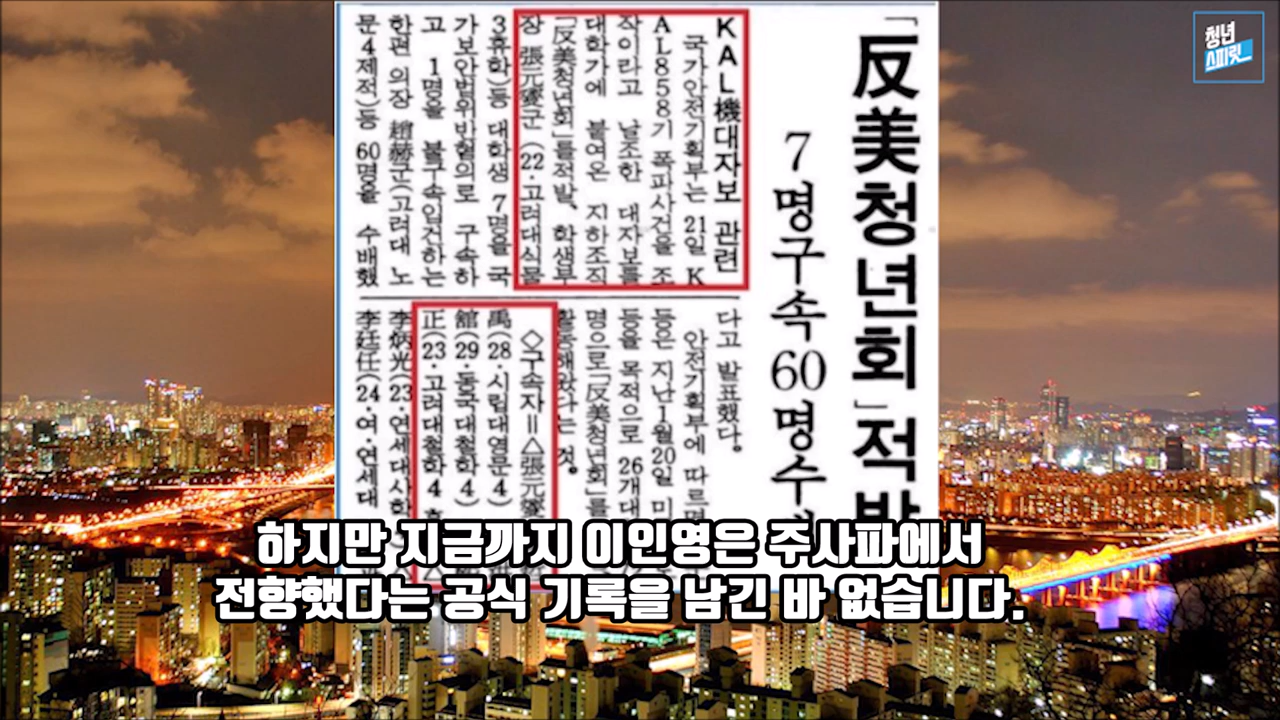 「反美청년회」적발
7명구속60명수
KAL機대자보 관련
국가안전기획부는 21일 K
AL858기 폭파사건을 조
작이라고 날조한 대자보를
대학가에 붙여온 지하조직
「反美청년회」를적발, 학생부
장 張元燮군 (22·고려대식물
3휴학)등 대학생 7명을 국
가보안법위반혐의로 구속하
고 1명을 불구속입건하는
한편 의장 趙赫군(고려대 노
문4제적)등 60명을 수배했
다고 발표했다.
안전기획부에 따르면
등은 지난1월20일 미
등을 목적으로 26개대
명으로「反美청년회」를
활동해왔다는 것.
◇구속자=△張元燮
禹(28·시립대영문4)
舘(29·동국대철학4)
正(23·고려대철학4
李炳光(23·연세대사학
李廷任(24·여·연세대
청년
스피릿
하지만 지금까지 이인영은 주사파에서
전향했다는 공식 기록을 남긴 바 없습니다.